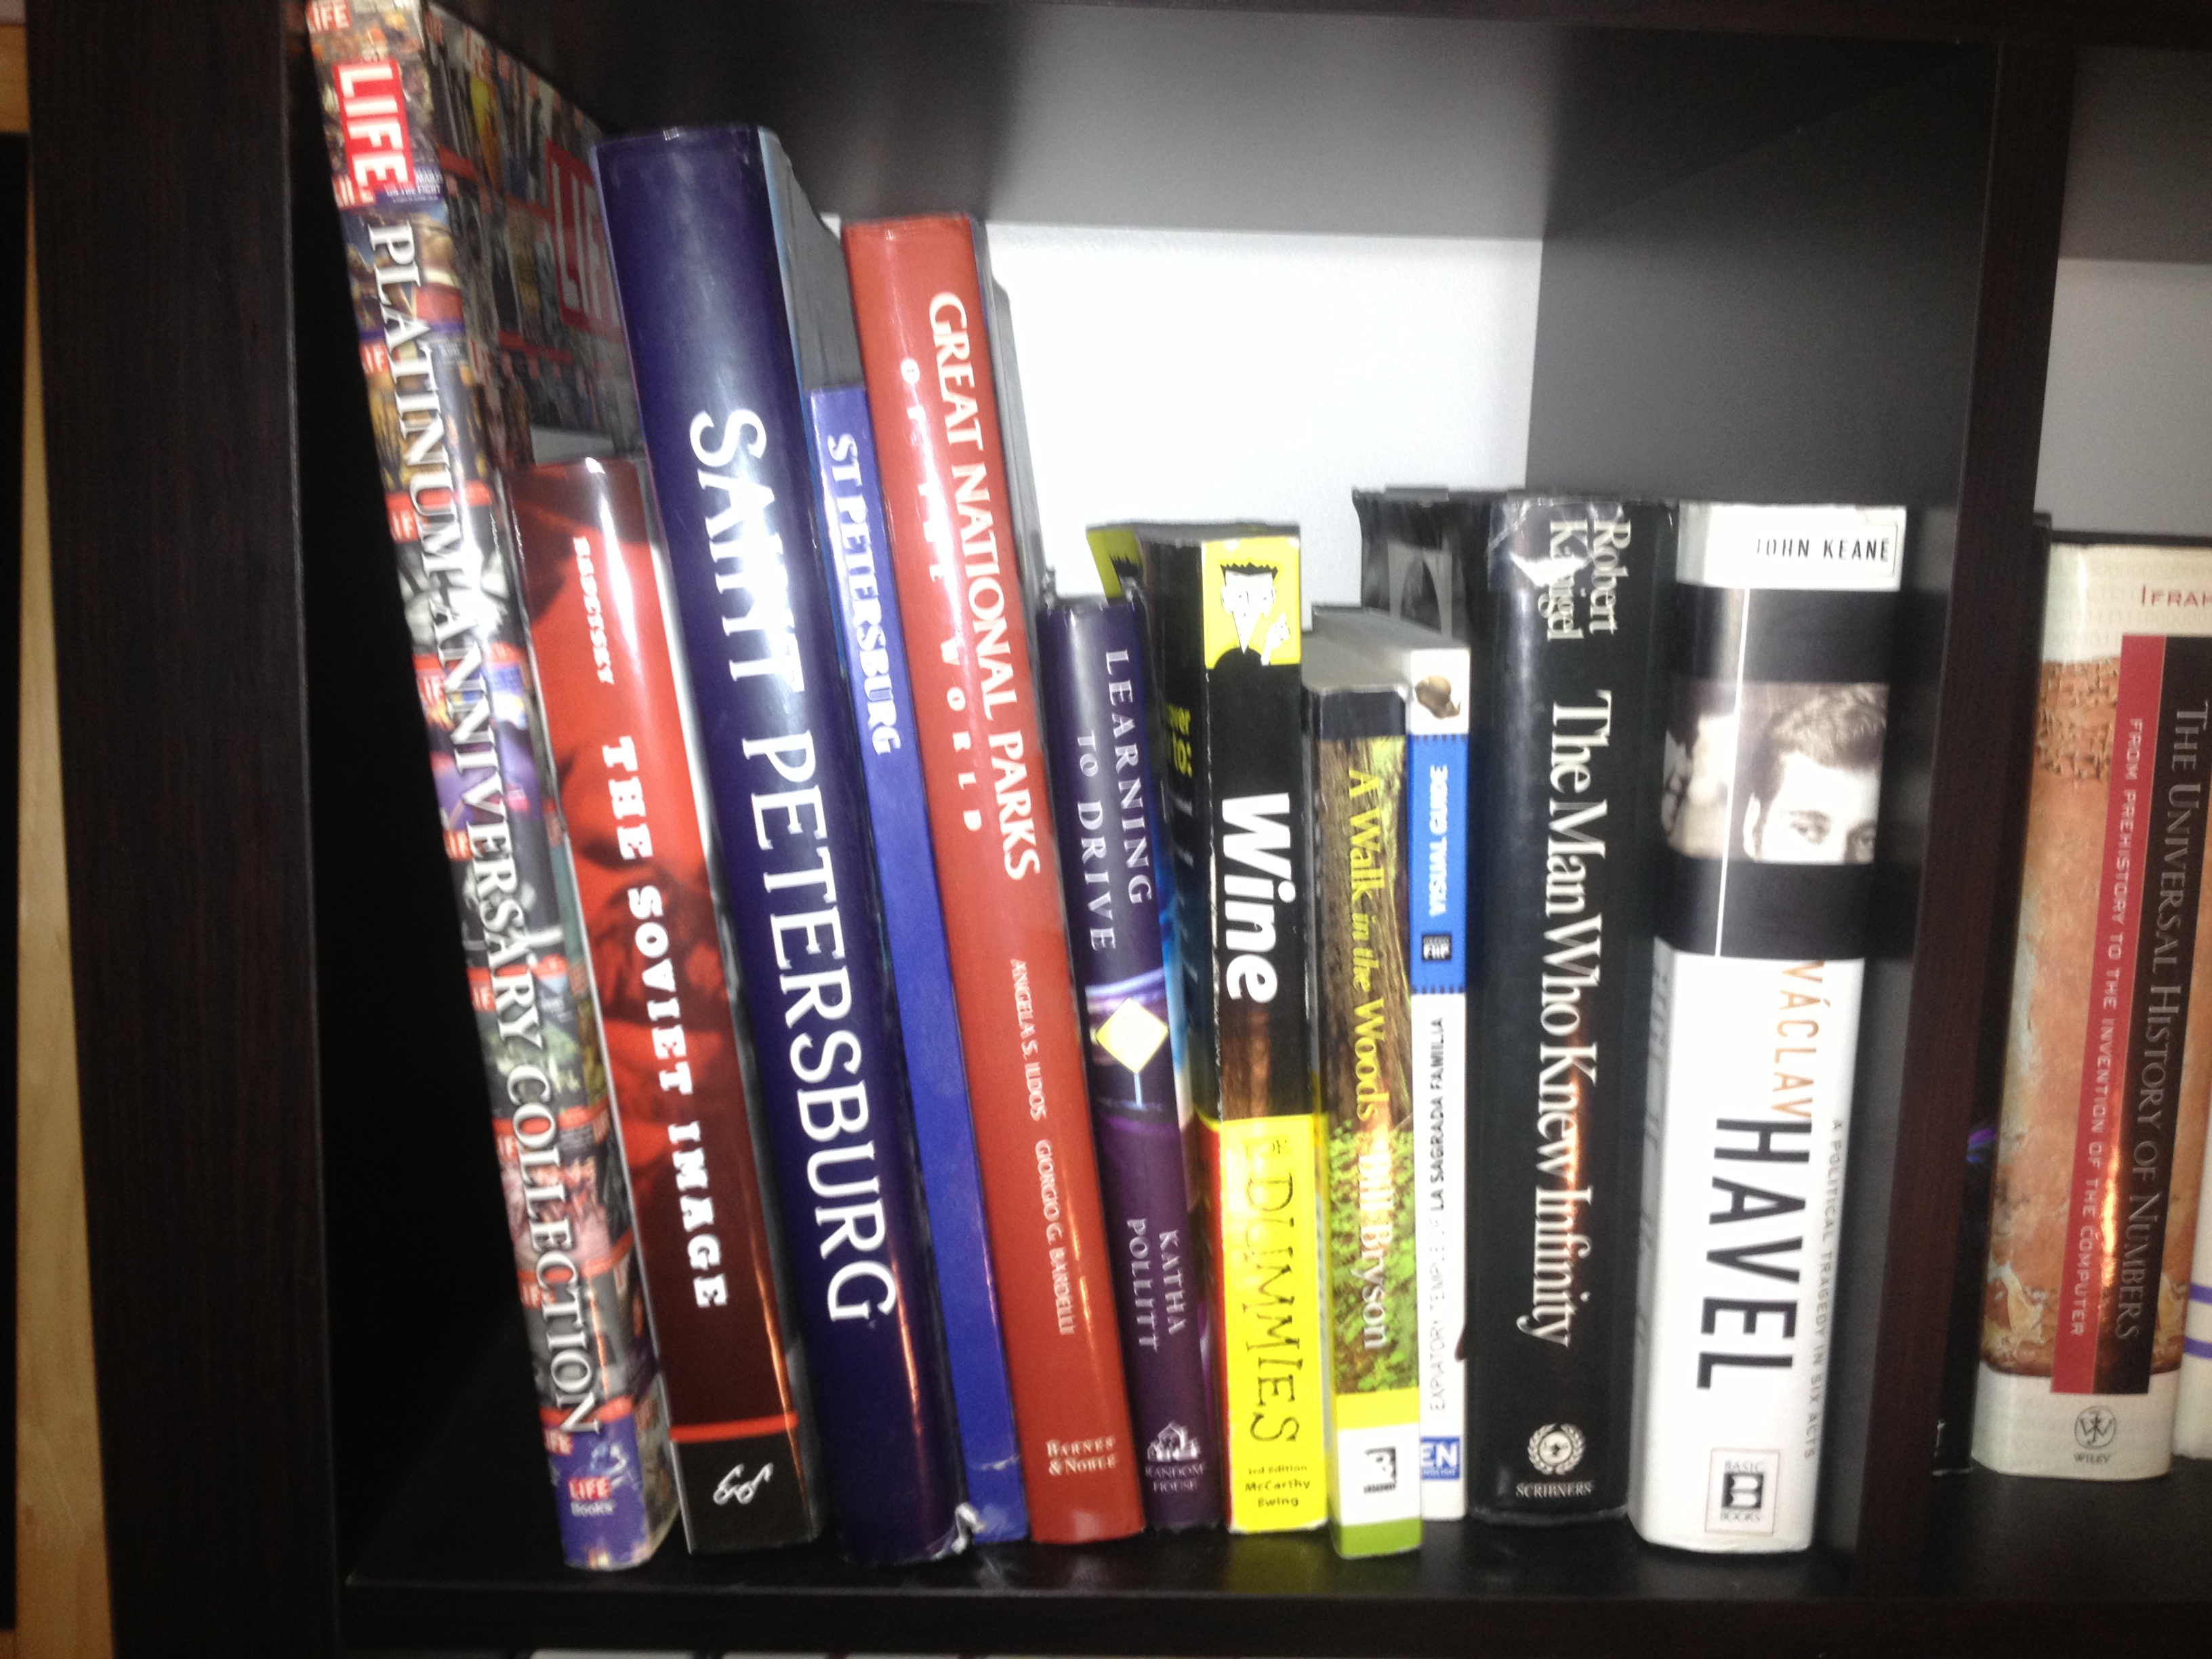 LIFE
PLATINUM ANNIVERSARY COLLECTION
LIFE
Books
THE SOVIET IMAGE
SAINT PETERSBURG
ST PETERSBURG
GREAT NATIONAL PARKS
OF THE WORLD
ANGELA S. ILDOS GIORGIO G. BARDELLI
BARNES
& NOBLE
LEARNING
TO DRIVE
KATHA
POLLITT
RANDOM
HOUSE
Wine
DUMMIES
3rd Edition
McCarthy
Ewing
A Walk in the Woods Bill Bryson
VISUAL GUIDE
EXPIATORY TEMPLE OF LA SAGRADA FAMILIA
EN
ENGLISH
Robert
Kanigel
The Man Who Knew Infinity
SCRIBNERS
JOHN KEANE
VÁCLAV
HAVEL
A POLITICAL TRAGEDY IN SIX ACTS
BASIC
BOOKS
IFRAH
THE UNIVERSAL HISTORY OF NUMBERS
FROM PREHISTORY TO THE INVENTION OF THE COMPUTER
WILEY